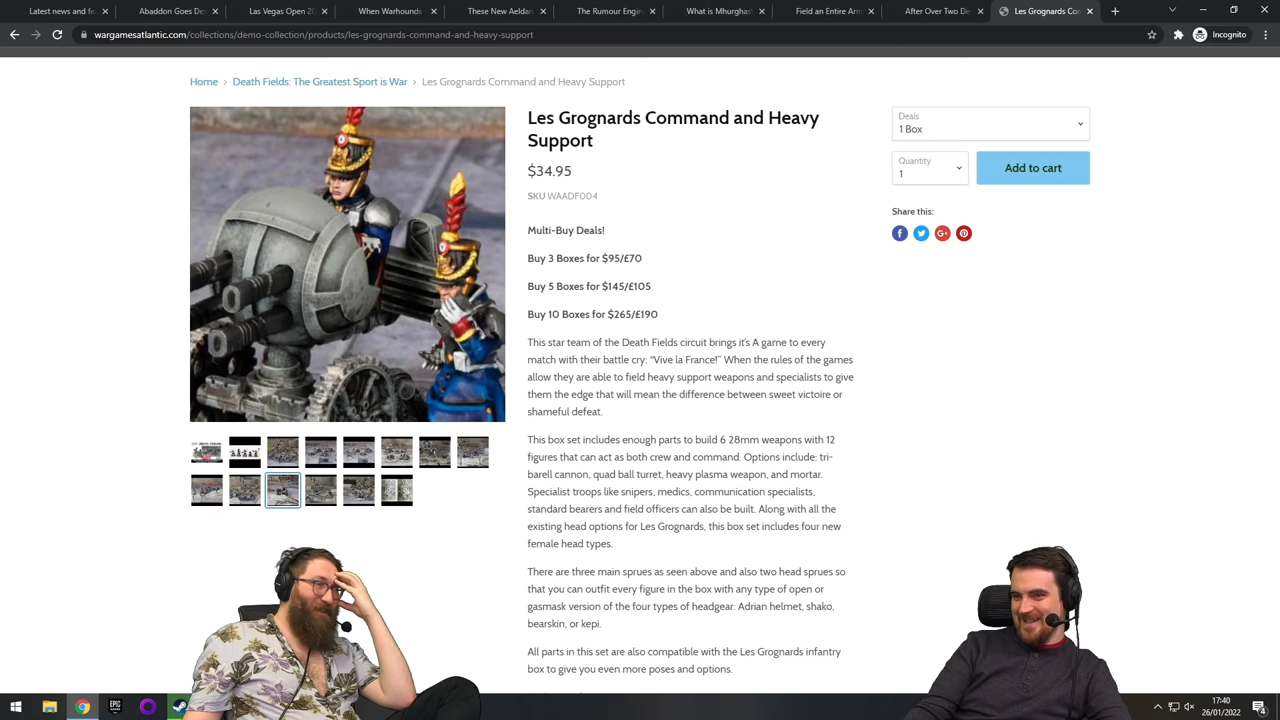 Latest news and fe
Abaddon Gores De
Vegas Open 20
When Warhounds
These New Aeldar
The Rumor Engin
What is Mhurghst
Field an Entire Arm
After Over Two De
Les Grognards Con
wargamesatlantic.com/collections/demo-collection/products/les-grognards-command-and-heavy-support
Incognito
Home > Death Fields: The Greatest Sport is War > Les Grognards Command and Heavy Support
Les Grognards Command and Heavy
Support
$34.95
SKU WAADF004
Multi-Buy Deals!
Buy 3 Boxes for $95/£70
Buy 5 Boxes for $145/£105
Buy 10 Boxes for $265/£190
This star team of the Death Fields circuit brings it's A game to every
match with their battle cry: “Vive la France!” When the rules of the games
allow they are able to field heavy support weapons and specialists to give
them the edge that will mean the difference between sweet victoire or
shameful defeat.
This box set includes enough parts to build 6 28mm weapons with 12
figures that can act as both crew and command. Options include: tri-
barell cannon, quad ball turret, heavy plasma weapon, and mortar.
Specialist troops like snipers, medics, communication specialists,
standard bearers and field officers can also be built. Along with all the
existing head options for Les Grognards, this box set includes four new
female head types.
There are three main sprues as seen above and also two head sprues so
that you can outfit every figure in the box with any type of open or
gasmask version of the four types of headgear: Adrian helmet, shako,
bearskin, or kepi.
All parts in this set are also compatible with the Les Grognards infantry
box to give you even more poses and options.
Deals
1 Box
Quantity
1
Add to cart
Share this:
EPIC
17:40
26/01/2022
4